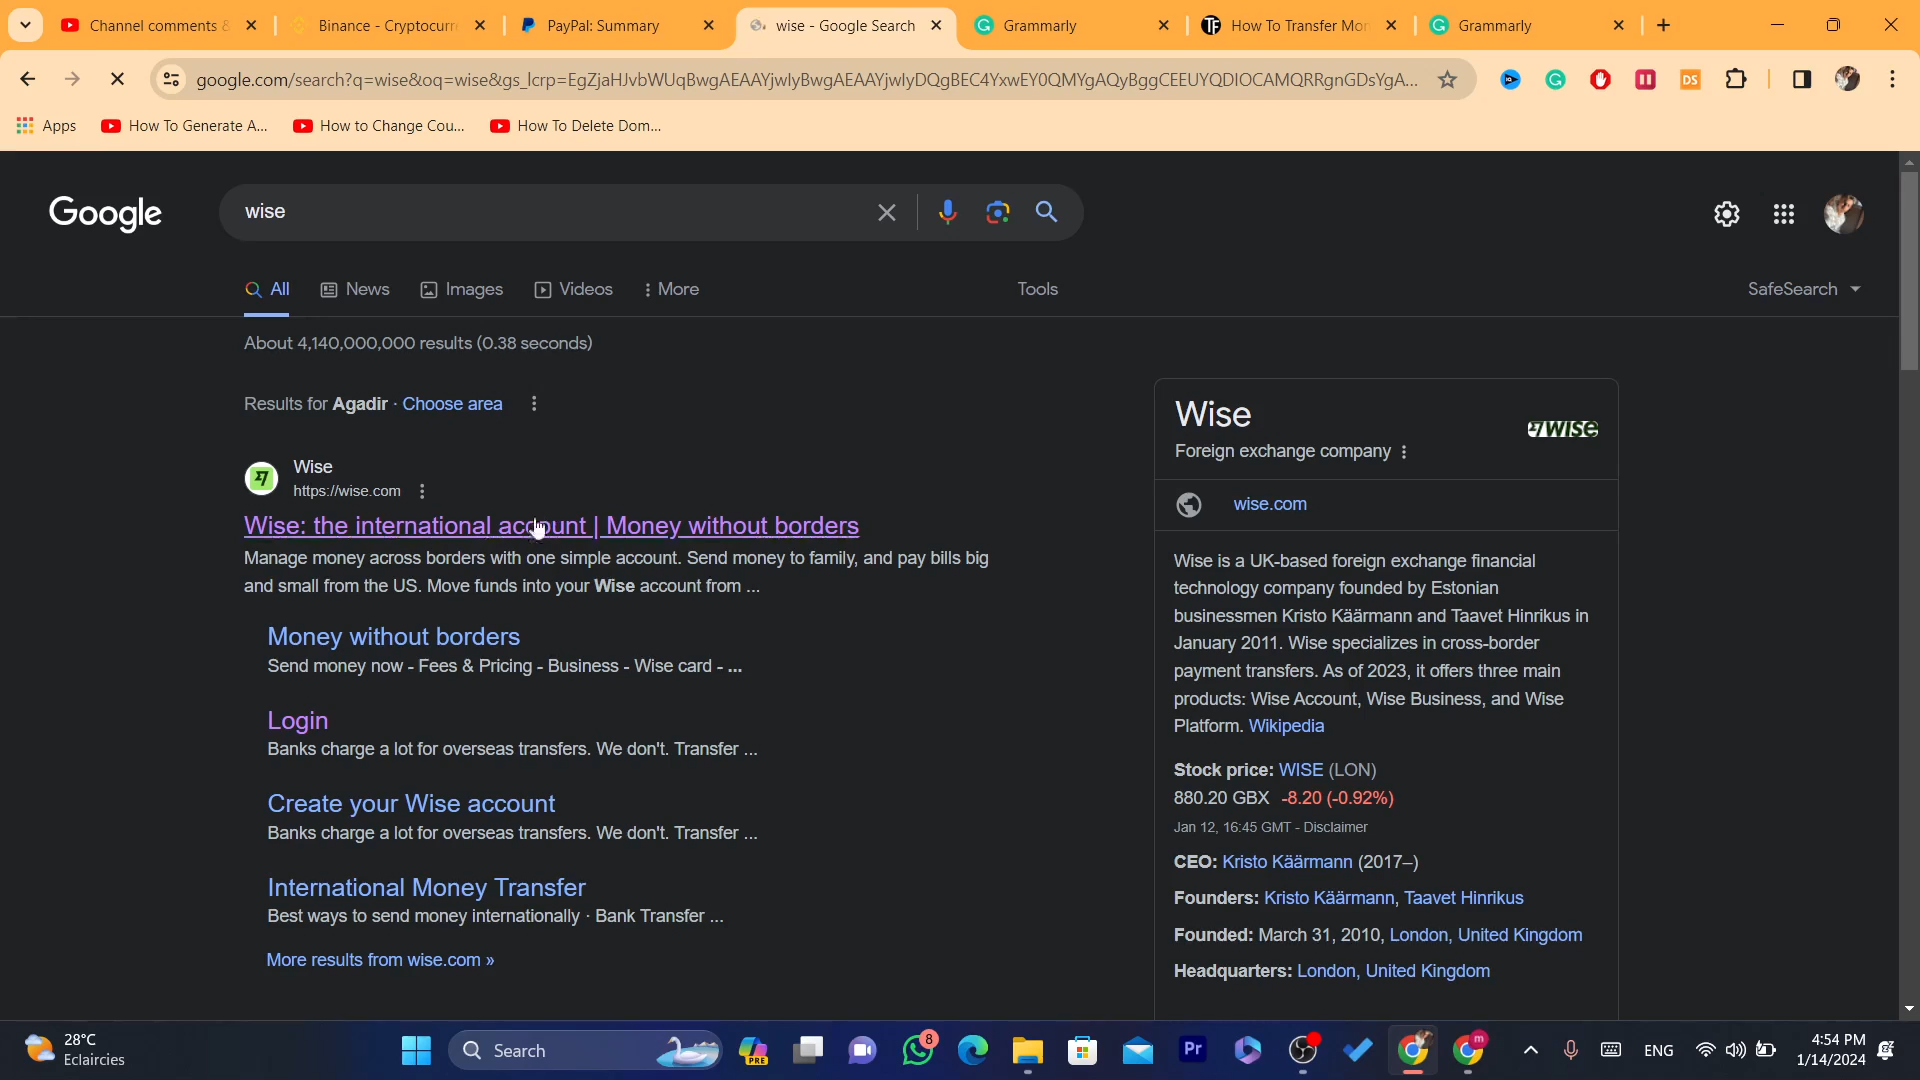 Channel comments &
Binance - Cryptocurr
PayPal: Summary
wise - Google Search
Grammarly
How To Transfer Mon
Grammarly
google.com/search?q=wise&oq=wise&gs_lcrp=EgZjaHJvbWUqBwgAEAAYjwIyBwgAEAAYjwIyDQgBEC4YxwEY0QMYgAQyBggCEEUYQDIOCAMQRRgnGDsYgA...
Apps
How To Generate A...
How to Change Cou...
How To Delete Dom...
Google
wise
All
News
Images
Videos
More
Tools
SafeSearch
About 4,140,000,000 results (0.38 seconds)
Results for Agadir · Choose area
Wise
https://wise.com
Wise: the international account | Money without borders
Manage money across borders with one simple account. Send money to family, and pay bills big
and small from the US. Move funds into your Wise account from ...
Money without borders
Send money now - Fees & Pricing - Business - Wise card - ...
Login
Banks charge a lot for overseas transfers. We don't. Transfer ...
Create your Wise account
Banks charge a lot for overseas transfers. We don't. Transfer ...
International Money Transfer
Best ways to send money internationally · Bank Transfer ...
More results from wise.com »
Wise
Foreign exchange company
WISE
wise.com
Wise is a UK-based foreign exchange financial
technology company founded by Estonian
businessmen Kristo Käärmann and Taavet Hinrikus in
January 2011. Wise specializes in cross-border
payment transfers. As of 2023, it offers three main
products: Wise Account, Wise Business, and Wise
Platform. Wikipedia
Stock price: WISE (LON)
880.20 GBX -8.20 (-0.92%)
Jan 12, 16:45 GMT - Disclaimer
CEO: Kristo Käärmann (2017–)
Founders: Kristo Käärmann, Taavet Hinrikus
Founded: March 31, 2010, London, United Kingdom
Headquarters: London, United Kingdom
28°C
Eclaircies
Search
PRE
8
Pr
m
ENG
4:54 PM
1/14/2024
DS